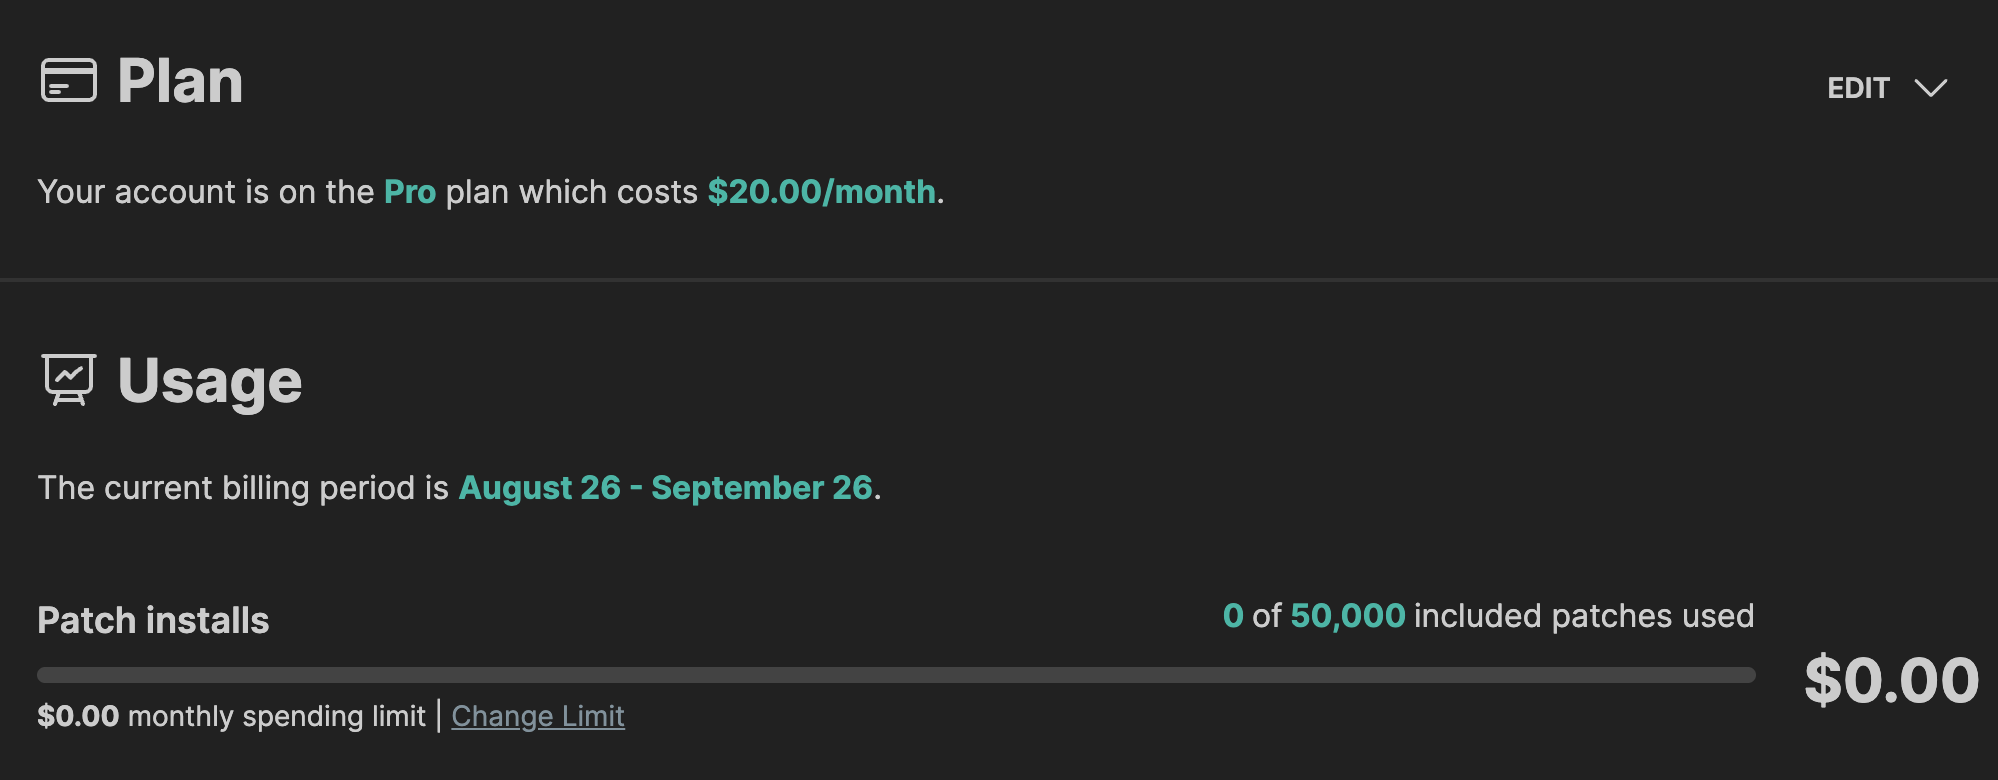 Plan
EDIT
Your account is on the Pro plan which costs $20.00/month.
Usage
The current billing period is August 26 - September 26.
Patch installs
0 of 50,000 included patches used
$0.00
$0.00 monthly spending limit | Change Limit